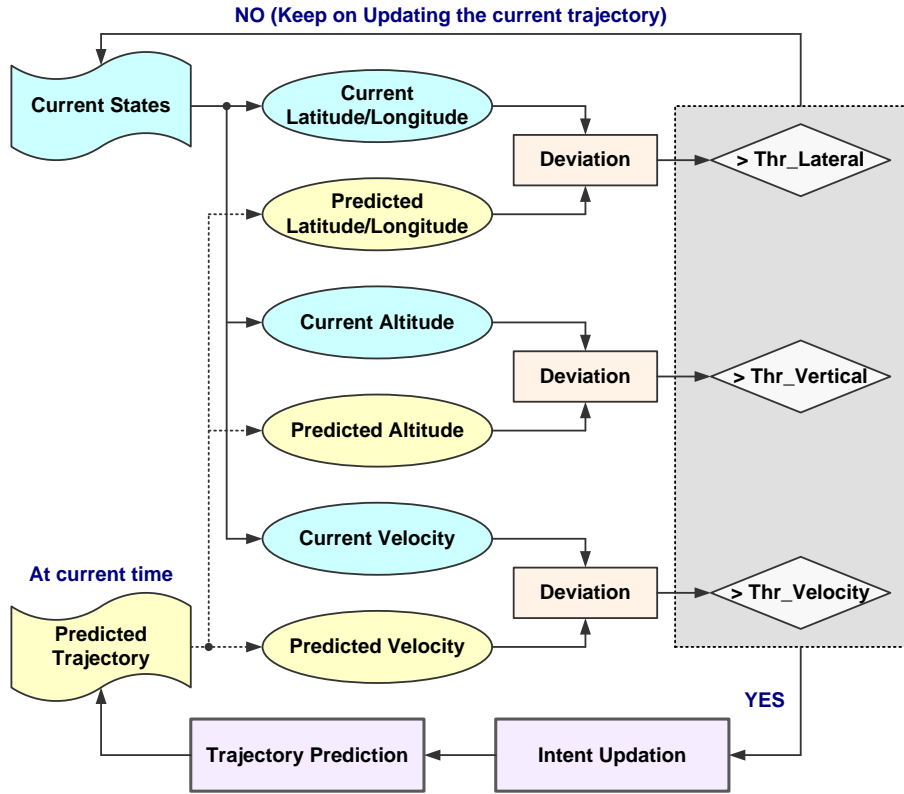 NO (Keep on Updating the current trajectory)
Current States
Current
Latitude/Longitude
Deviation
> Thr_Lateral
Predicted
Latitude/Longitude
Current Altitude
Deviation
> Thr_Vertical
Predicted Altitude
Current Velocity
At current time
Deviation
> Thr_Velocity
Predicted
Trajectory
Predicted Velocity
YES
Trajectory Prediction
Intent Updation